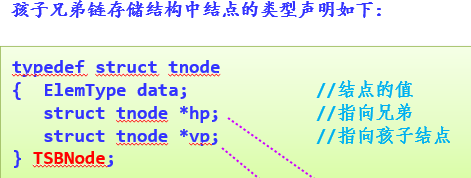 孩子兄弟链存储结构中结点的类型声明如下：
typedef struct tnode
{ ElemType data; //结点的值
struct tnode *hp; //指向兄弟
struct tnode *vp; //指向孩子结点
} TSBNode;